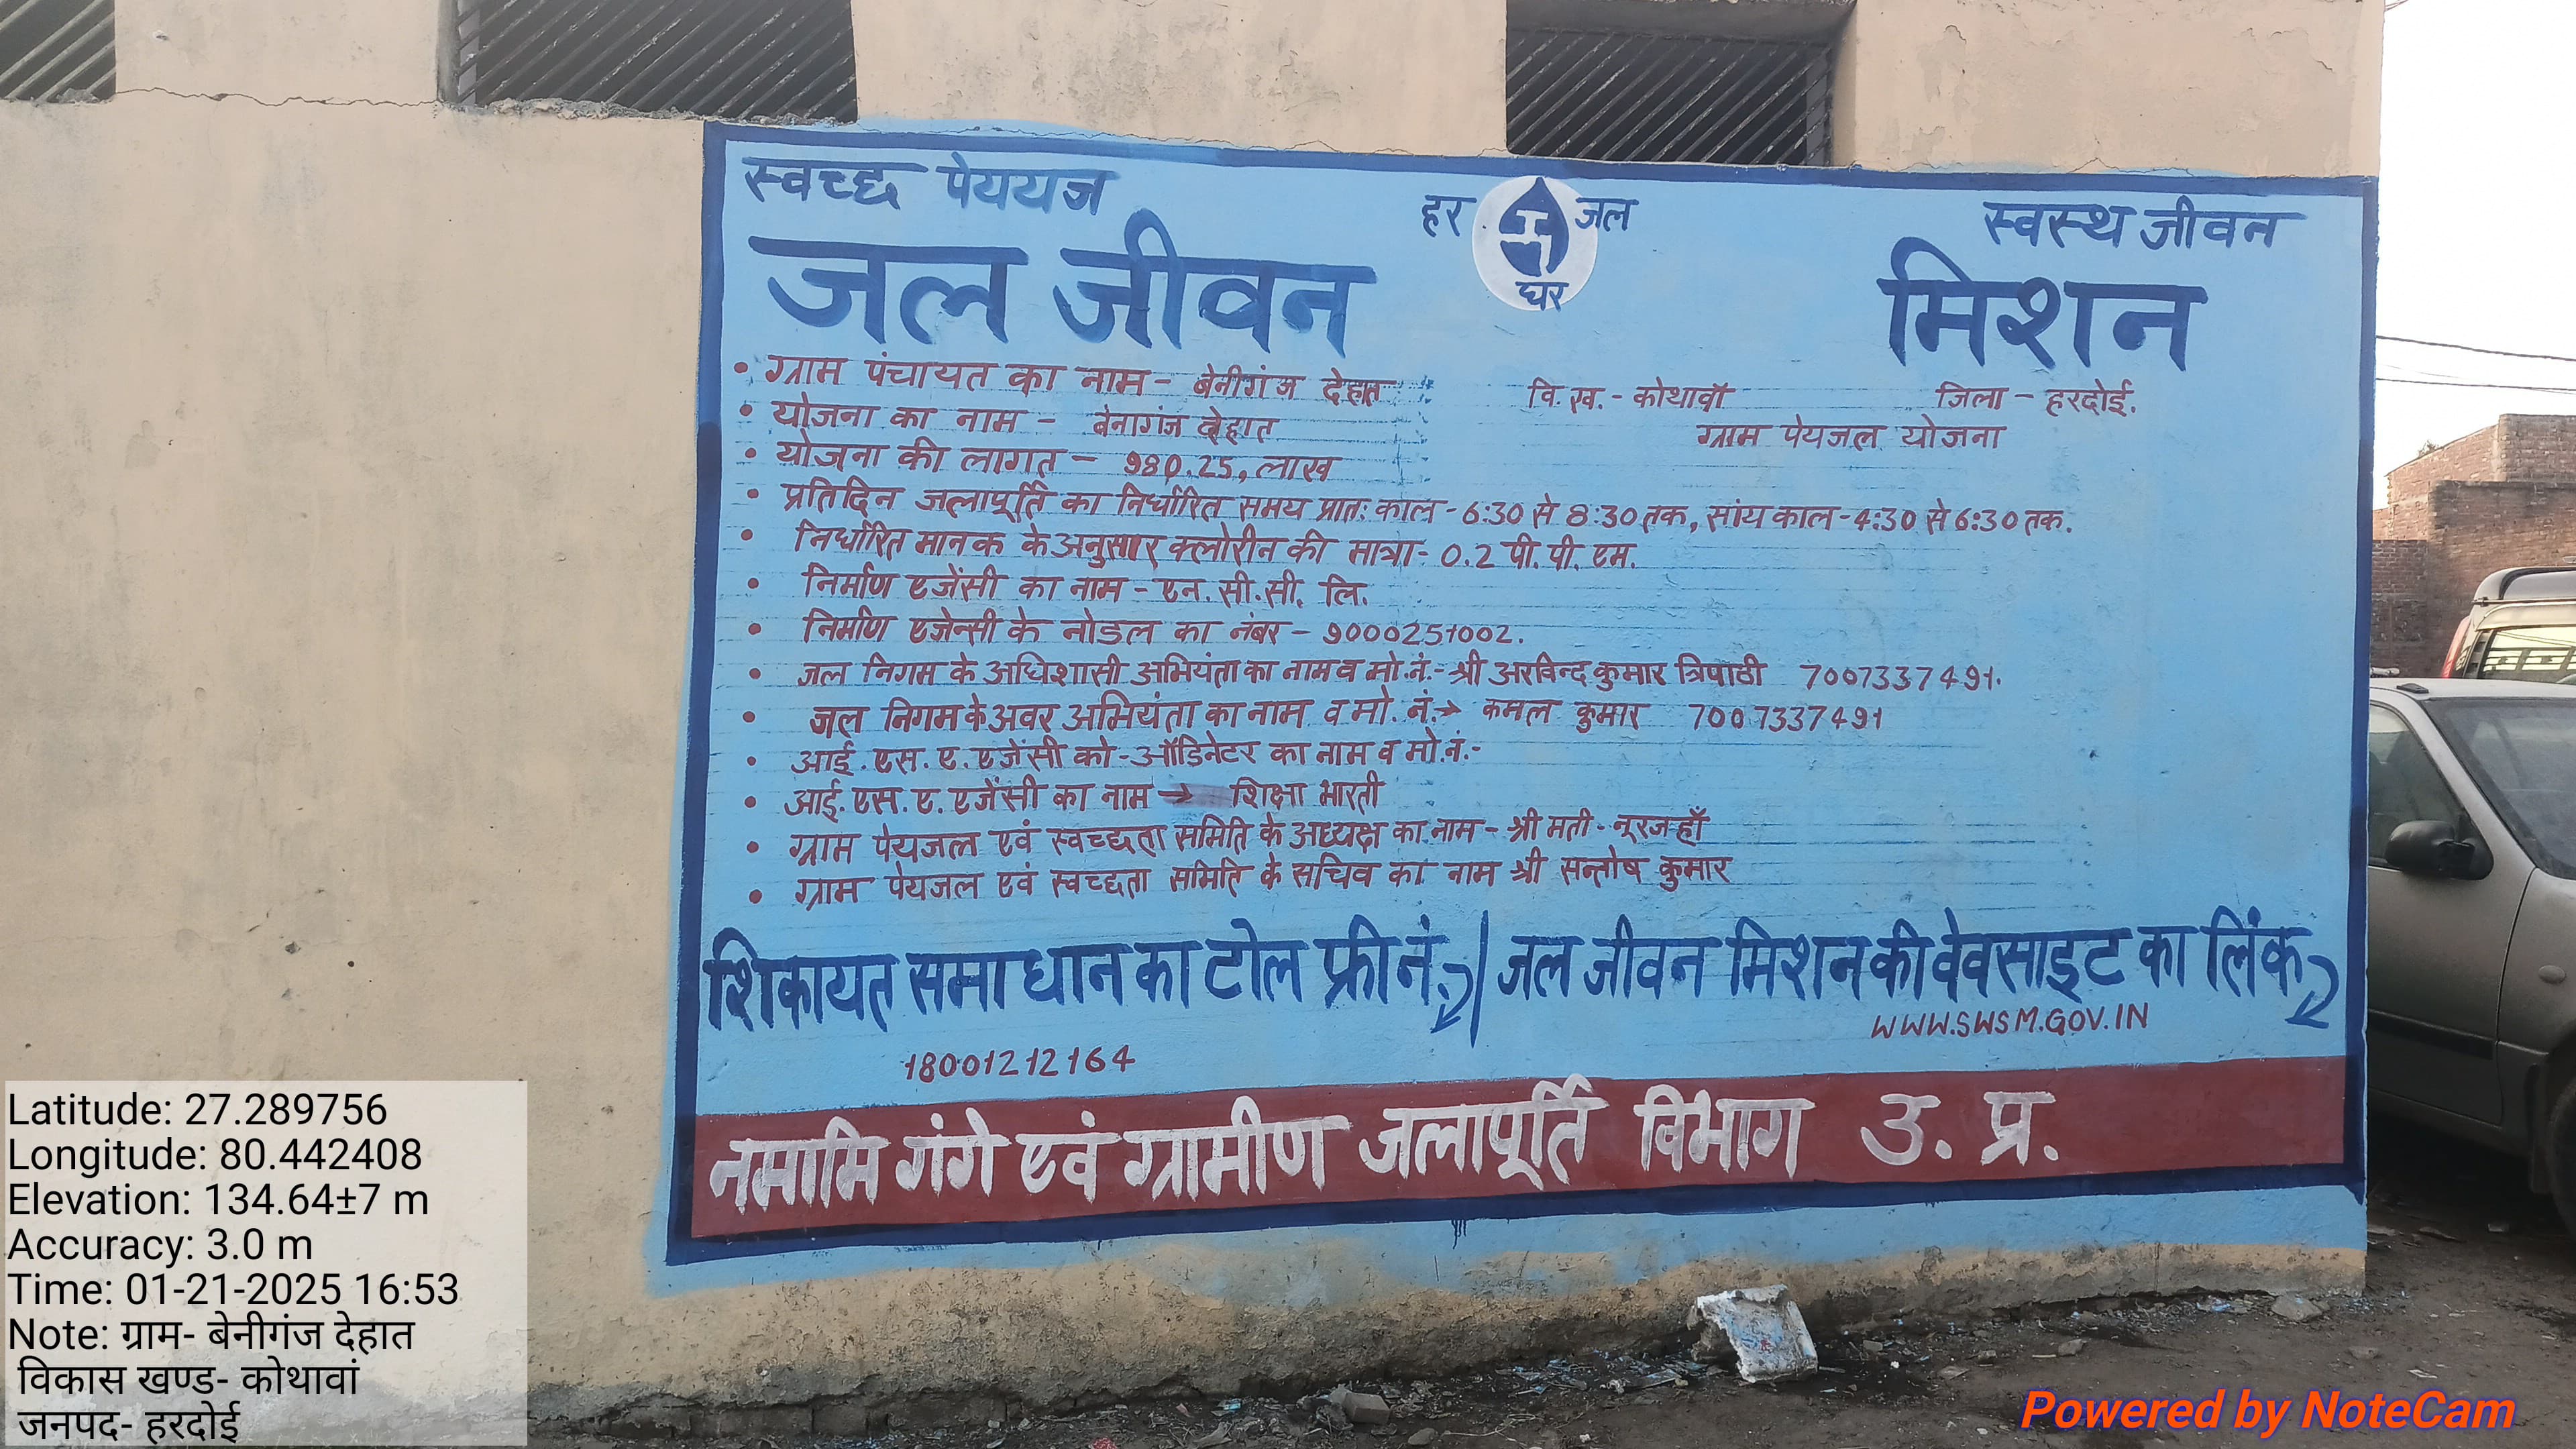 स्वच्छ पेययज
हर जल
घर
स्वस्थ जीवन
जल जीवन मिशन
• ग्राम पंचायत का नाम - बेनीगंज देहात वि. ख. - कोथावाँ जिला - हरदोई.
• योजना का नाम - बेनागंज देहात ग्राम पेयजल योजना
• योजना की लागत - 980.25, लाख
• प्रतिदिन जलापूर्ति का निर्धारित समय प्रातः काल - 6:30 से 8:30 तक, सांय काल - 4:30 से 6:30 तक.
• निर्धारित मानक के अनुसार क्लोरीन की मात्रा - 0.2 पी. पी. एम.
• निर्माण एजेंसी का नाम - एन. सी. सी. लि.
• निर्माण एजेन्सी के नोडल का नंबर - 9000251002.
• जल निगम के अधिशासी अभियंता का नाम व मो. नं. - श्री अरविन्द कुमार त्रिपाठी 7007337491.
• जल निगम के अवर अभियंता का नाम व मो. नं. → कमल कुमार 7007337491
• आई. एस. ए. एजेंसी को-ऑडिनेटर का नाम व मो. नं. -
• आई. एस. ए. एजेंसी का नाम → शिक्षा भारती
• ग्राम पेयजल एवं स्वच्छता समिति के अध्यक्ष का नाम - श्री मती - नूरजहाँ
• ग्राम पेयजल एवं स्वच्छता समिति के सचिव का नाम श्री सन्तोष कुमार
शिकायत समाधान का टोल फ्री नं. | जल जीवन मिशन की वेवसाइट का लिंक
WWW.SWSM.GOV.IN
18001212164
नमामि गंगे एवं ग्रामीण जलापूर्ति विभाग उ. प्र.
Latitude: 27.289756
Longitude: 80.442408
Elevation: 134.64±7 m
Accuracy: 3.0 m
Time: 01-21-2025 16:53
Note: ग्राम- बेनीगंज देहात
विकास खण्ड- कोथावां
जनपद- हरदोई
Powered by NoteCam